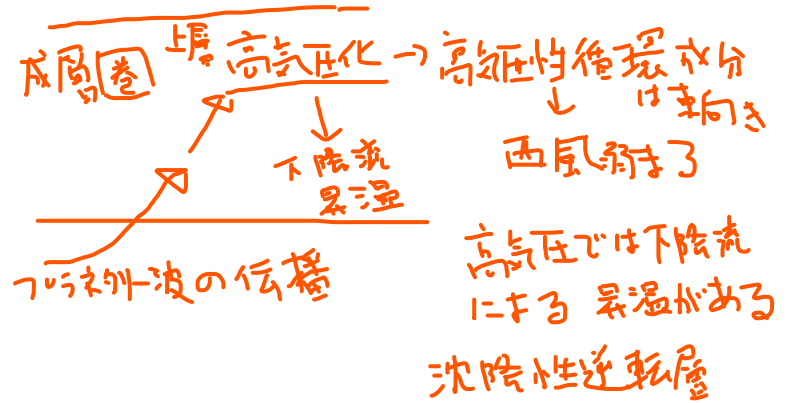 成層圏 上層 高気圧化 → 高気圧性循環成分
は東向き
↓
西風弱まる
↓
下降流
昇温
プラネタリー波の伝播
高気圧では下降流
による 昇温がある
沈降性逆転層